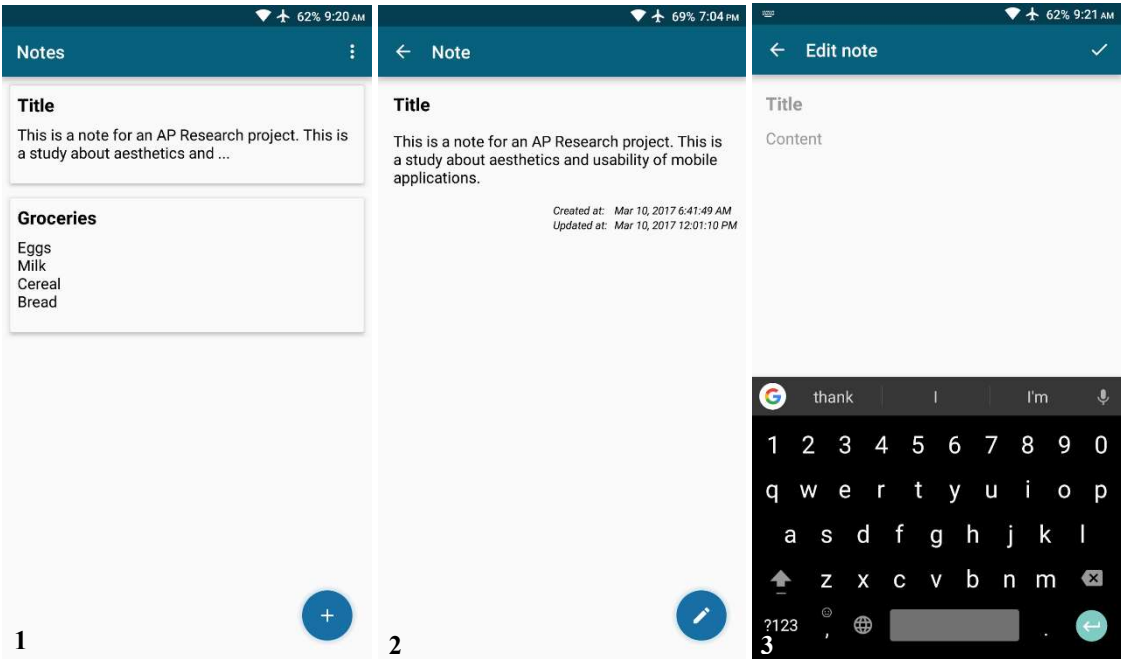 62% 9:20 AM
Notes
Title
This is a note for an AP Research project. This is
a study about aesthetics and ...
Groceries
Eggs
Milk
Cereal
Bread
1
69% 7:04 PM
Note
Title
This is a note for an AP Research project. This is
a study about aesthetics and usability of mobile
applications.
Created at: Mar 10, 2017 6:41:49 AM
Updated at: Mar 10, 2017 12:01:10 PM
2
62% 9:21 AM
Edit note
Title
Content
G thank I I'm
1 2 3 4 5 6 7 8 9 0
q w e r t y u i o p
a s d f g h j k l
z x c v b n m
?123 , .
3